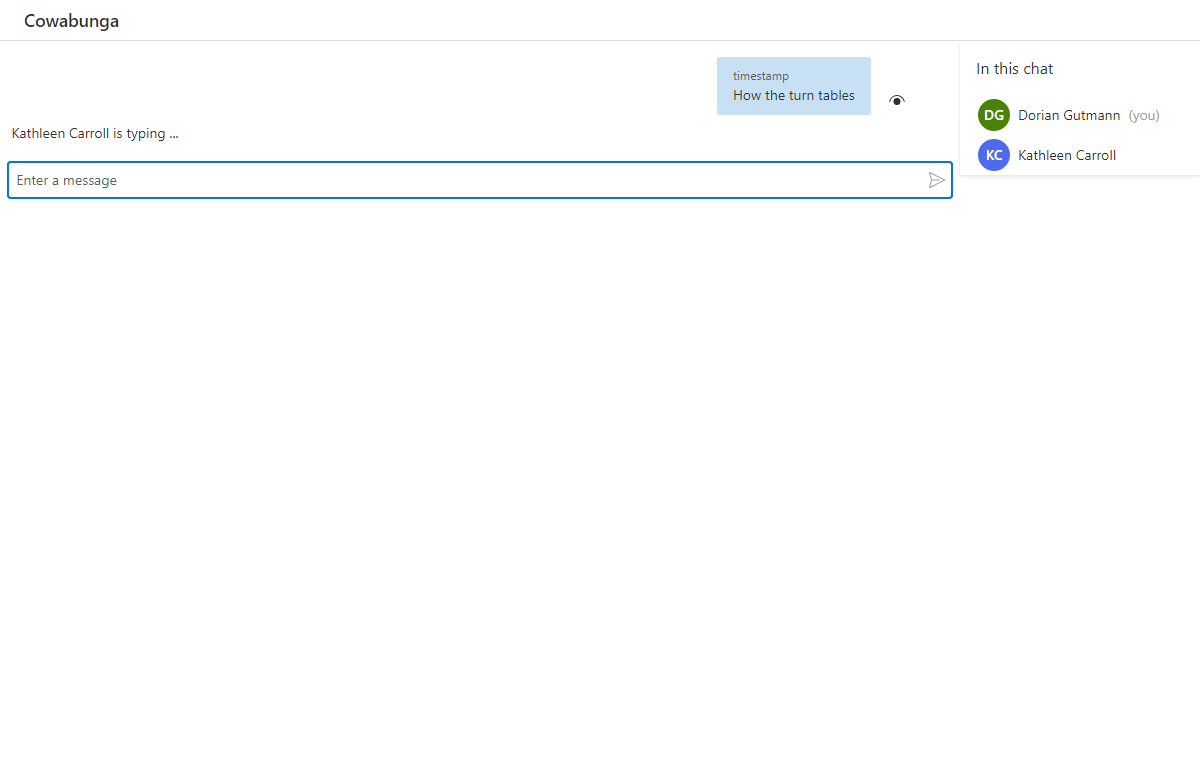 Cowabunga
timestamp
How the turn tables
Kathleen Carroll is typing ...
Enter a message
In this chat
DG Dorian Gutmann (you)
KC Kathleen Carroll